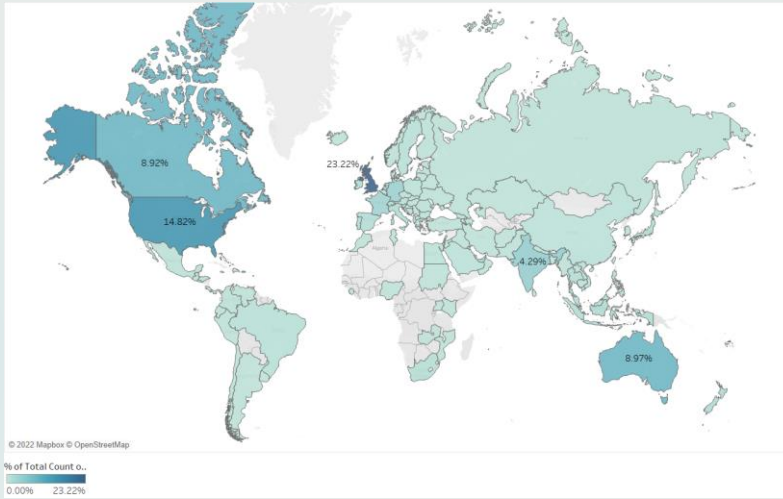 8.92%
23.22%
14.82%
Algeria
4.29%
8.97%
© 2022 Mapbox © OpenStreetMap
% of Total Count o..
0.00% 23.22%